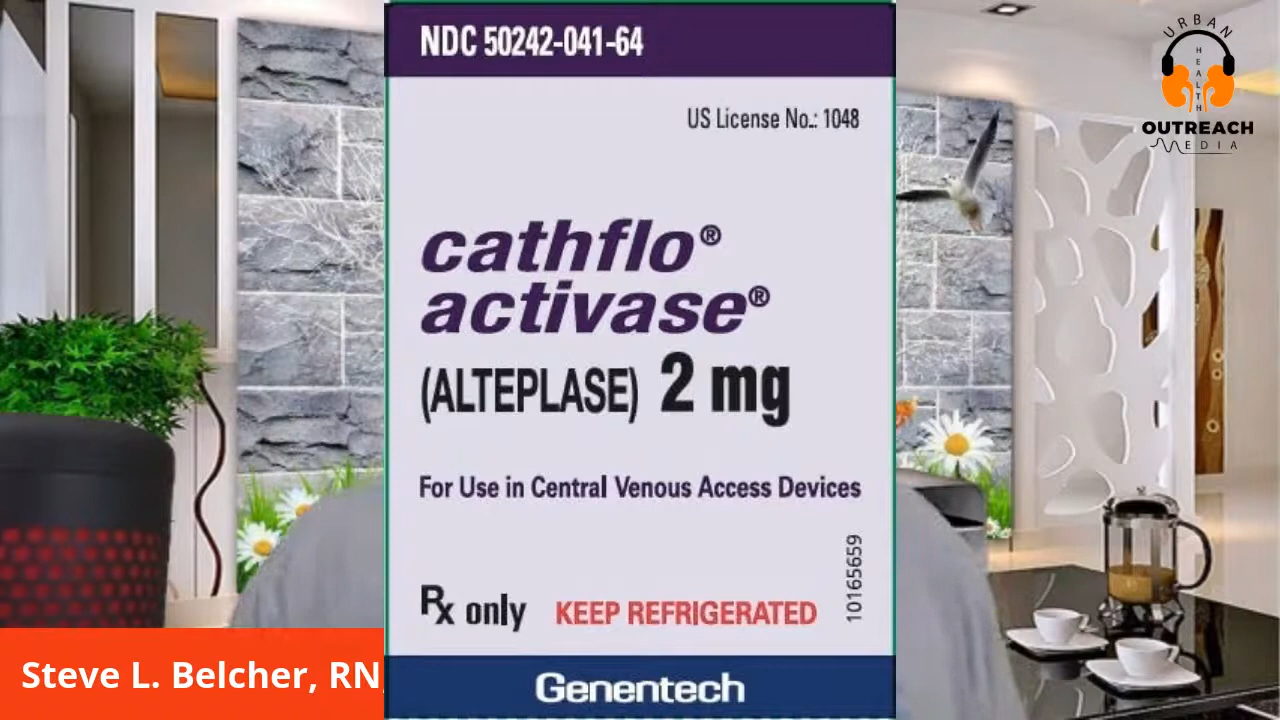 NDC 50242-041-64
US License No.: 1048
cathflo®
activase®
(ALTEPLASE) 2 mg
For Use in Central Venous Access Devices
10165659
Rx only KEEP REFRIGERATED
Genentech
Steve L. Belcher, RN,
URBAN
HEALTH
OUTREACH
MEDIA